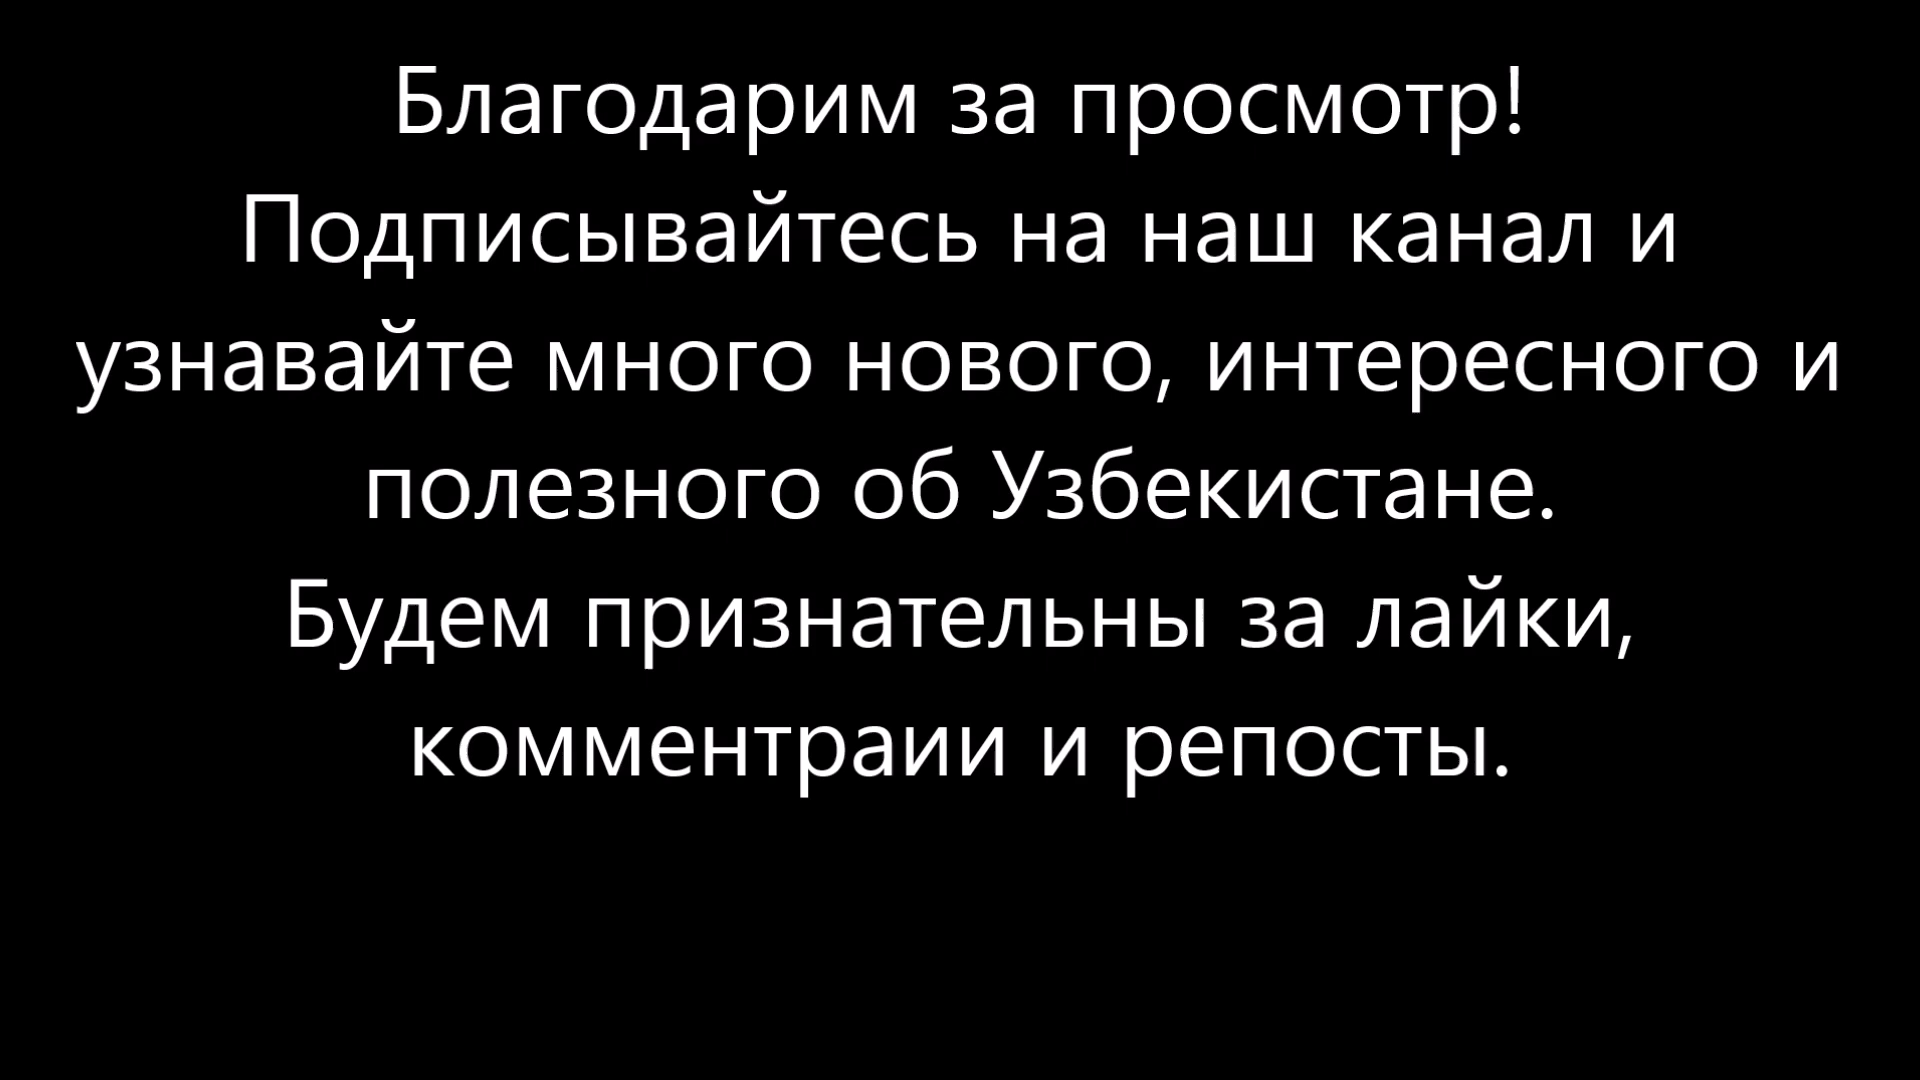 Благодарим за просмотр!
Подписывайтесь на наш канал и
узнавайте много нового, интересного и
полезного об Узбекистане.
Будем признательны за лайки,
комментраии и репосты.